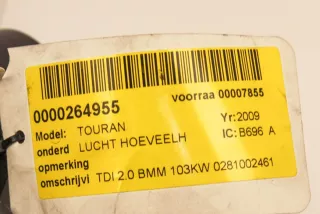 voorraa 00007855
0000264955
Model: TOURAN Yr: 2009
onderd LUCHT HOEVEELH IC: B696 A
opmerking
omschrijvi TDI 2.0 BMM 103KW 0281002461